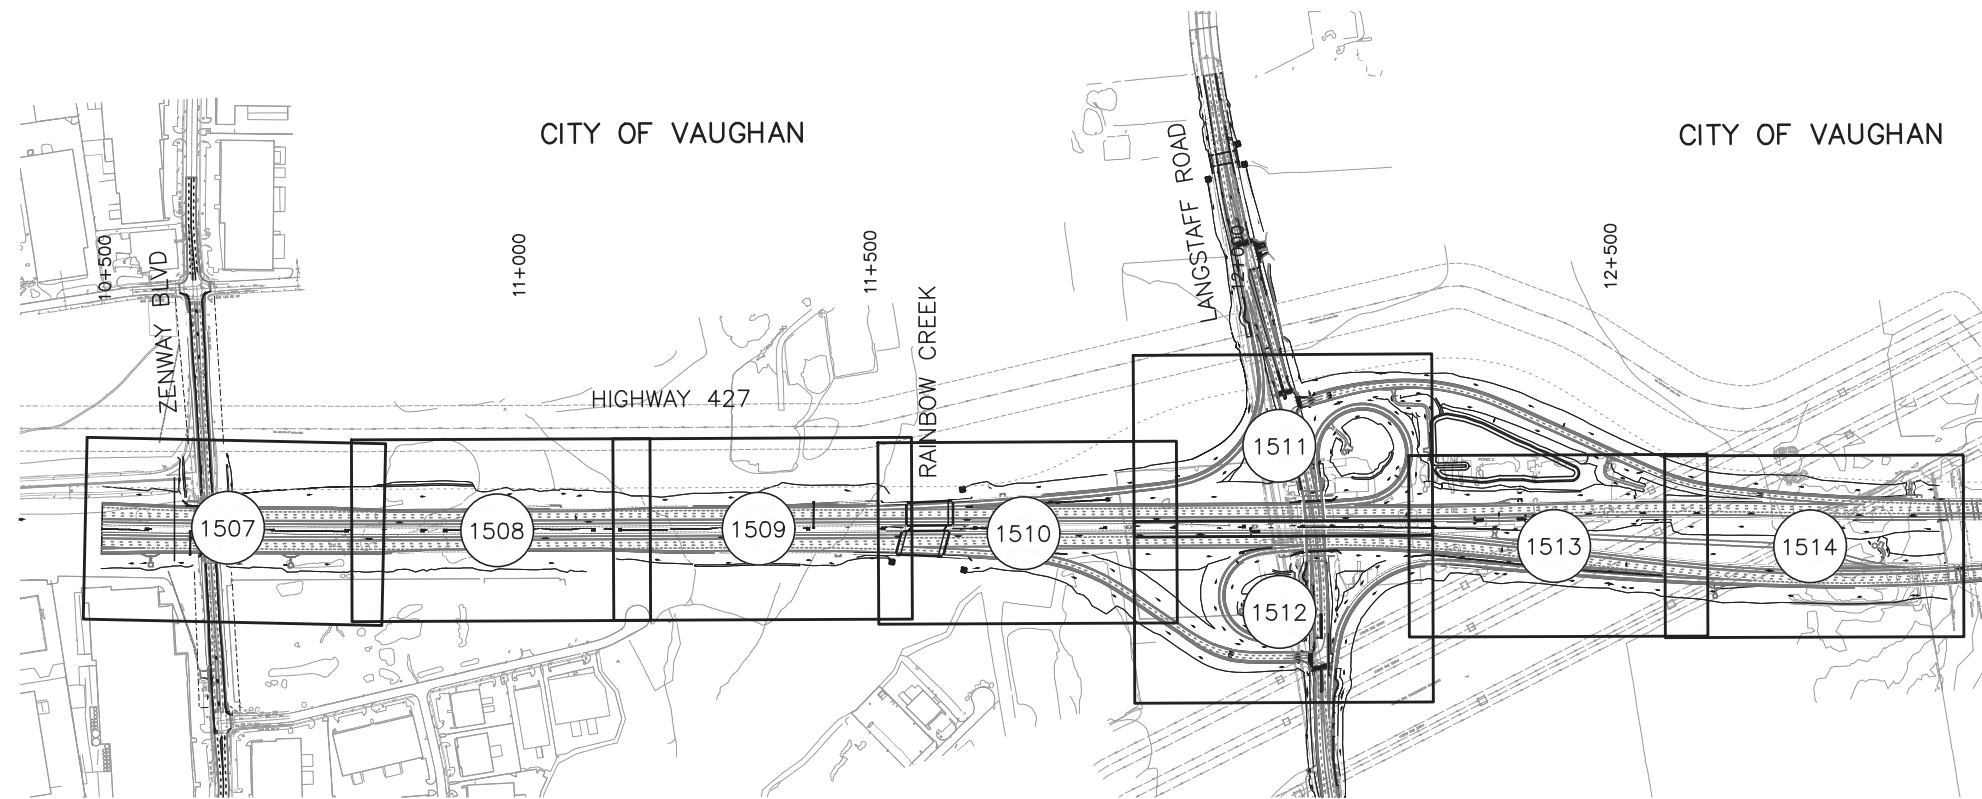 CITY OF VAUGHAN
CITY OF VAUGHAN
10+500
ZENWAY BLVD
11+000
11+500
RAINBOW CREEK
LANGSTAFF ROAD
12+000
12+500
HIGHWAY 427
1507
1508
1509
1510
1511
1512
1513
1514